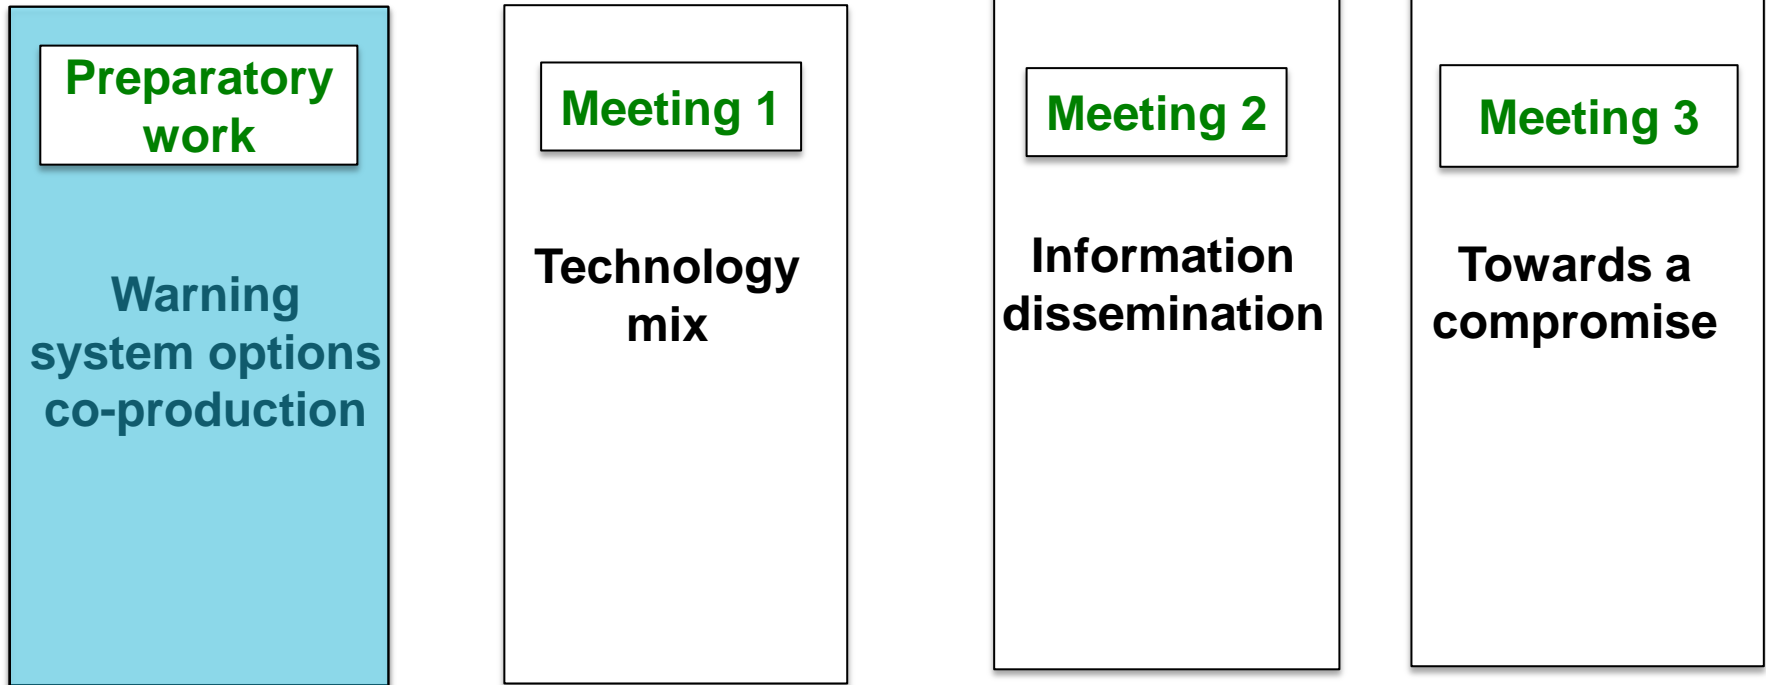 Preparatory
work
Warning
system options
co-production
Meeting 1
Technology
mix
Meeting 2
Information
dissemination
Meeting 3
Towards a
compromise